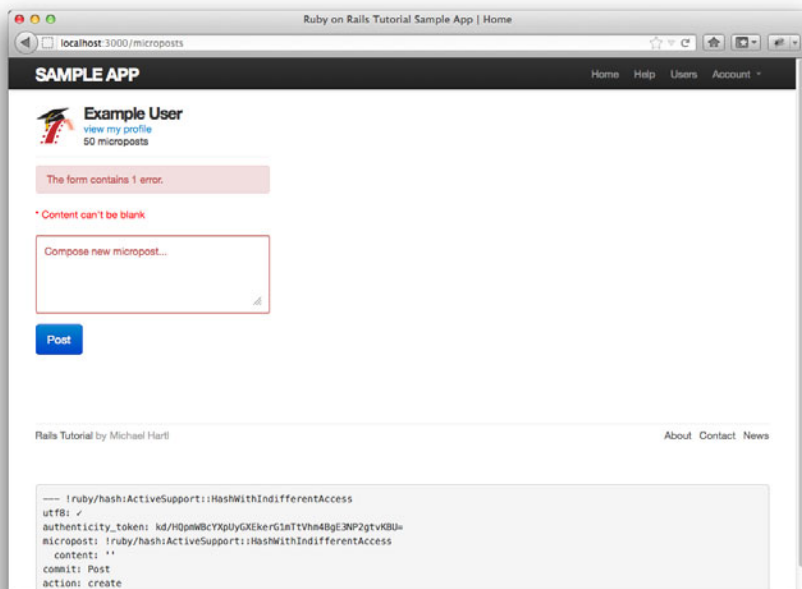 Ruby on Rails Tutorial Sample App | Home
localhost:3000/microposts
SAMPLE APP
Home Help Users Account
Example User
view my profile
50 microposts
The form contains 1 error.
* Content can't be blank
Compose new micropost...
Post
Rails Tutorial by Michael Hartl
About Contact News
--- !ruby/hash:ActiveSupport::HashWithIndifferentAccess
utf8: ✓
authenticity_token: kd/HQpmWBcYXpUyGXEkerG1mTtVhm4BgE3NP2gtvKBU=
micropost: !ruby/hash:ActiveSupport::HashWithIndifferentAccess
content: ''
commit: Post
action: create